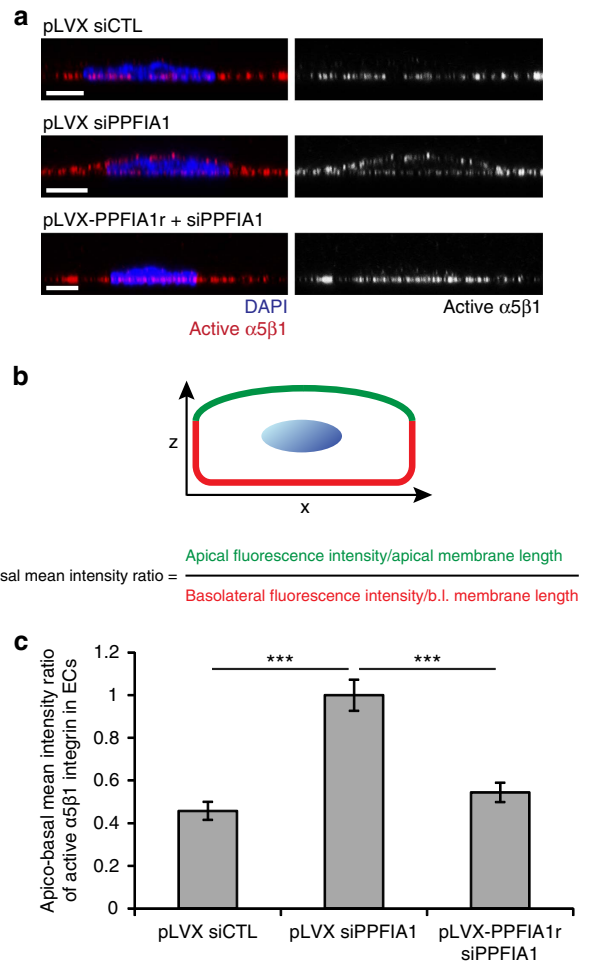 a
pLVX siCTL
pLVX siPPFIA1
pLVX-PPFIA1r + siPPFIA1
DAPI
Active α5β1
Active α5β1
b
z
x
sal mean intensity ratio =
Apical fluorescence intensity/apical membrane length
Basolateral fluorescence intensity/b.l. membrane length
c
Apico-basal mean intensity ratio
of active α5β1 integrin in ECs
1.2
1
0.8
0.6
0.4
0.2
0
***
***
pLVX siCTL
pLVX siPPFIA1
pLVX-PPFIA1r
siPPFIA1